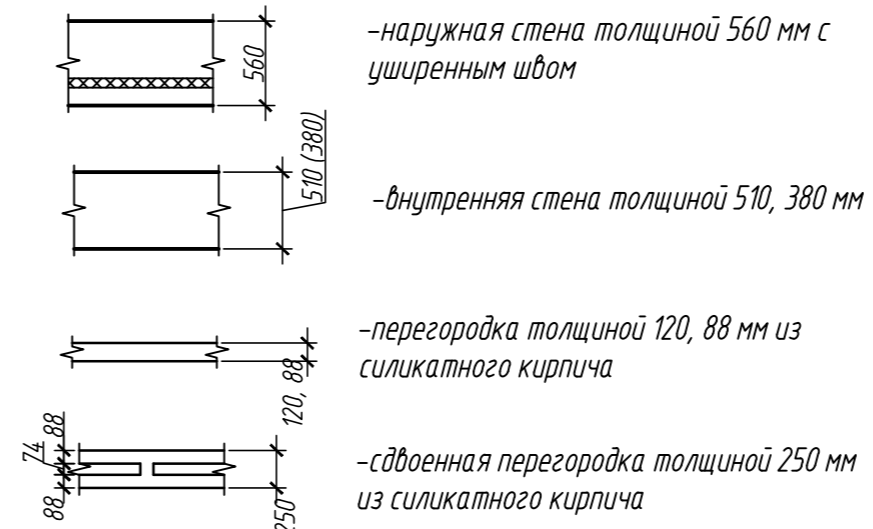 560
-наружная стена толщиной 560 мм с
уширенным швом
510 (380)
-внутренняя стена толщиной 510, 380 мм
120, 88
-перегородка толщиной 120, 88 мм из
силикатного кирпича
88
74
88
250
-сдвоенная перегородка толщиной 250 мм
из силикатного кирпича